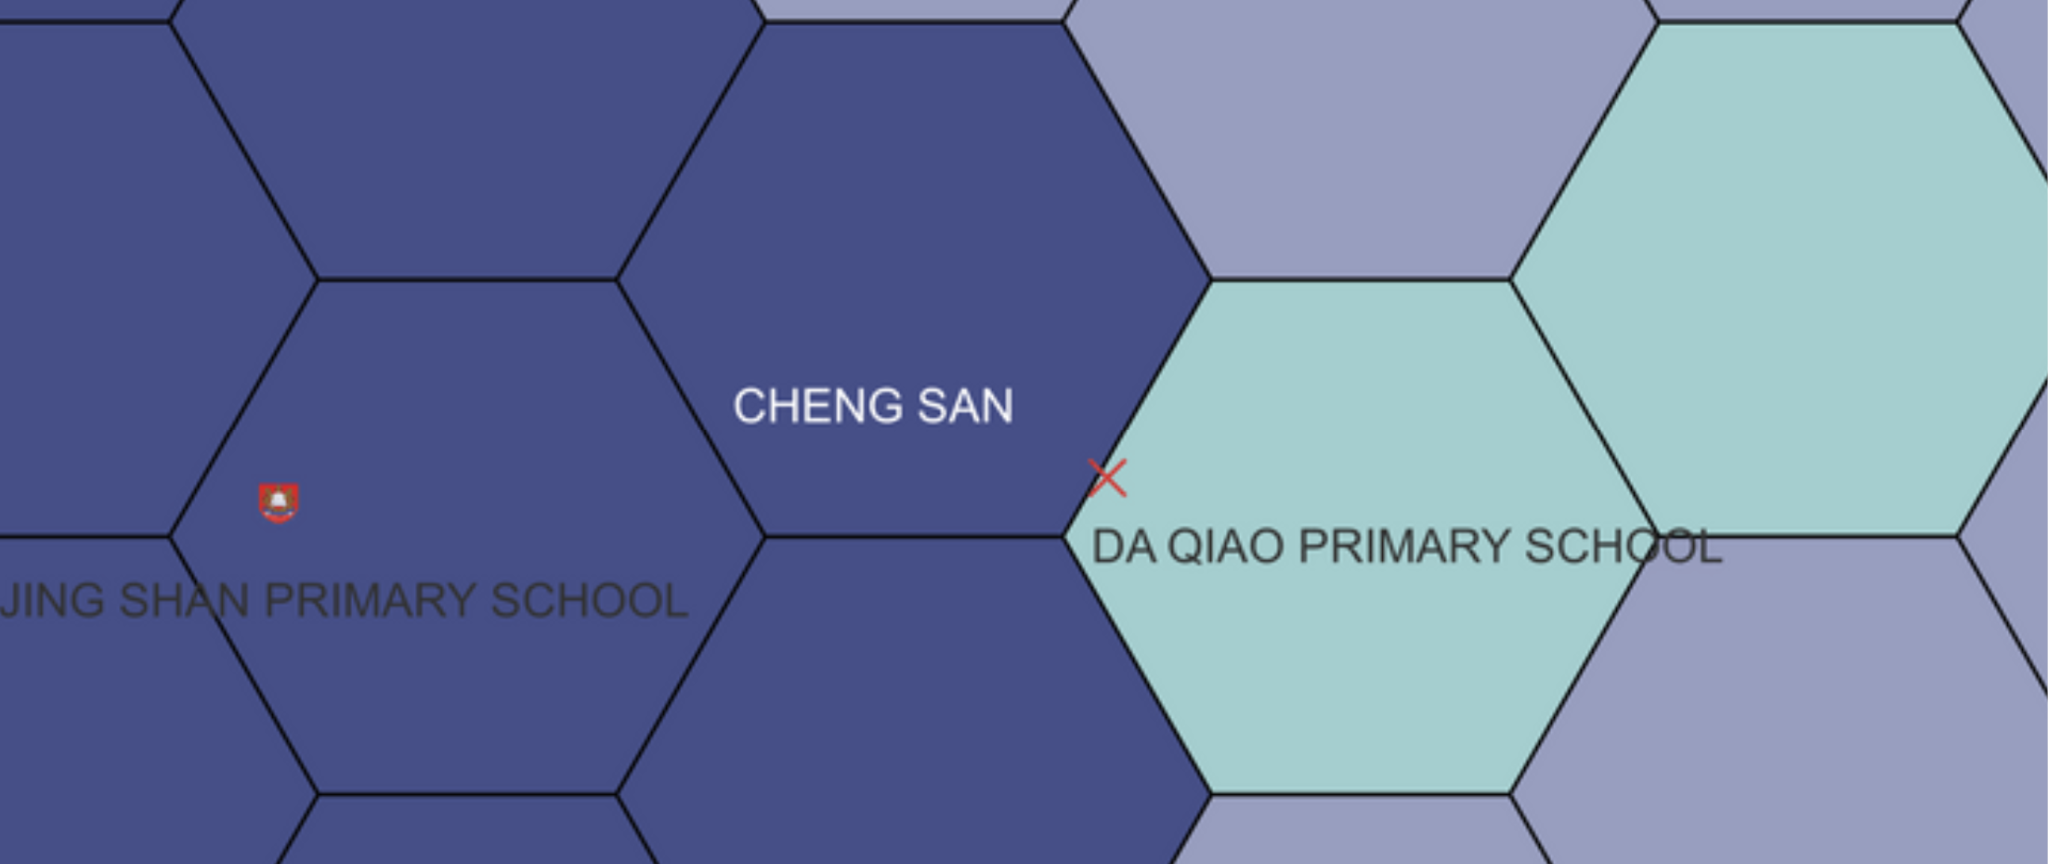 CHENG SAN
DA QIAO PRIMARY SCHOOL
JING SHAN PRIMARY SCHOOL